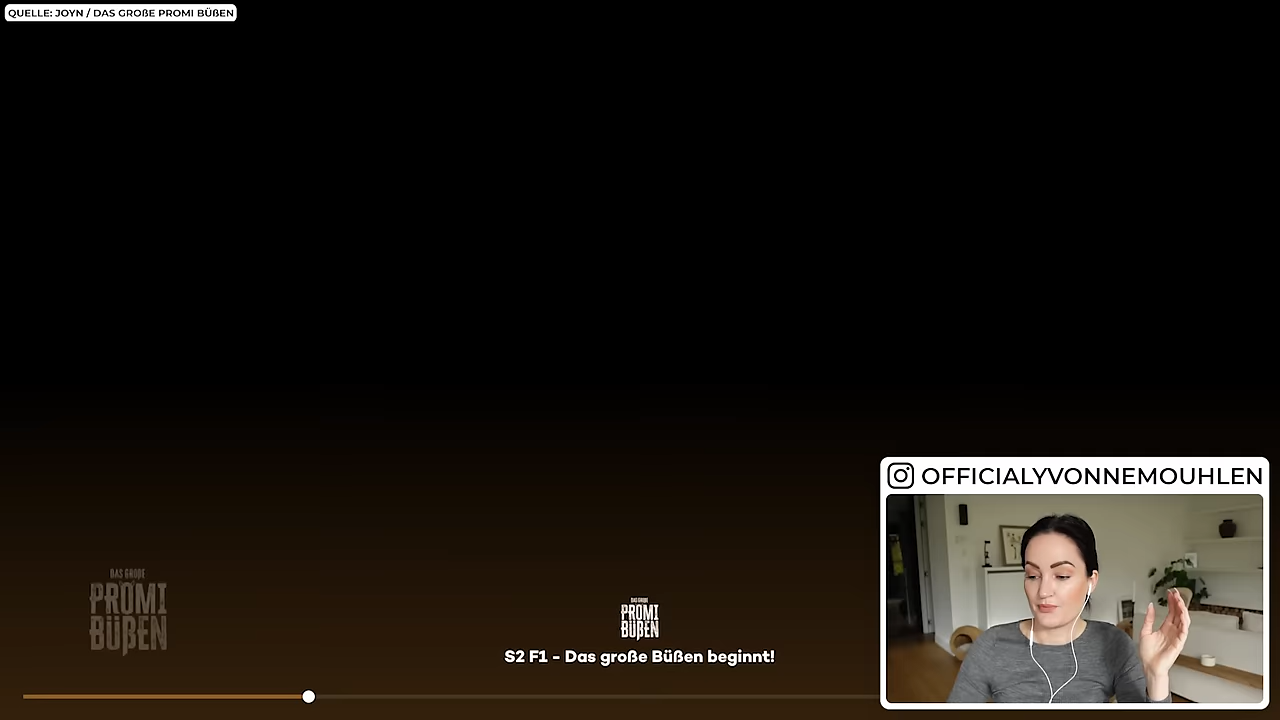 QUELLE: JOYN / DAS GROßE PROMI BÜßEN
OFFICIALYVONNEMOUHLEN
DAS GROßE
PROMI
BÜßEN
DAS GROßE
PROMI
BÜßEN
S2 F1 - Das große Büßen beginnt!